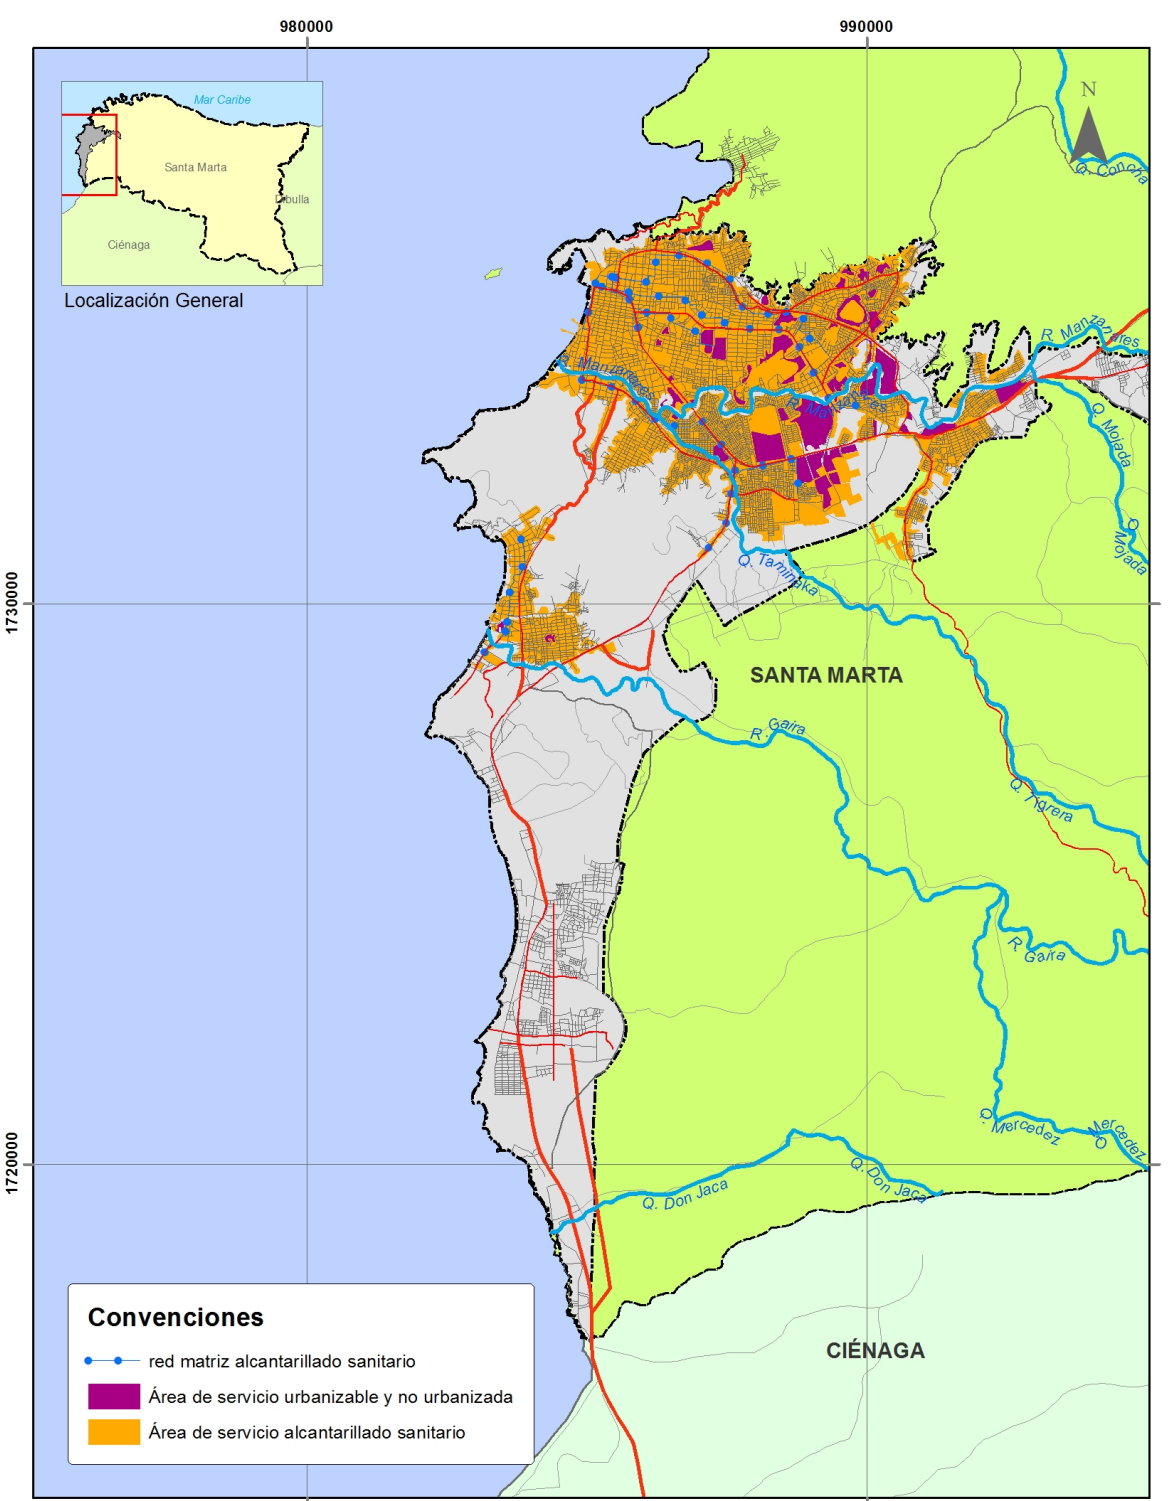 980000
990000
N
Mar Caribe
Santa Marta
Dibulla
Ciénaga
Localización General
Q. Concha
R. Manzanares
R. Manzanares
R. Manzanares
Q. Mojada
Q. Mojada
Q. Taminaka
1730000
SANTA MARTA
R. Gaira
Q. Tigrera
R. Gaira
Q. Mercedez
Q. Mercedez
1720000
Q. Don Jaca
Q. Don Jaca
Convenciones
red matriz alcantarillado sanitario
Área de servicio urbanizable y no urbanizada
Área de servicio alcantarillado sanitario
CIÉNAGA